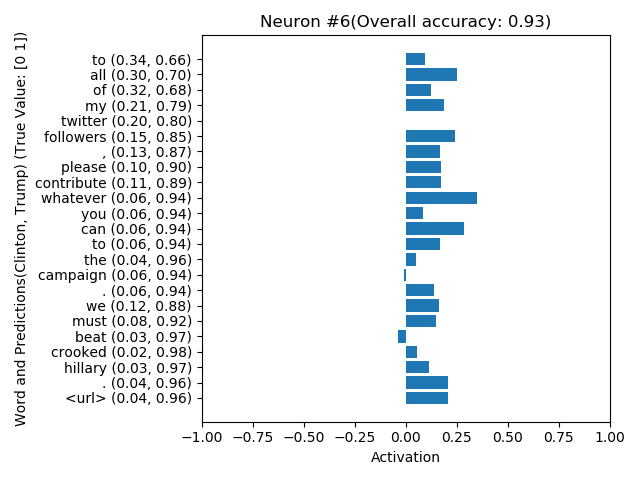 Neuron #6(Overall accuracy: 0.93)
Word and Predictions(Clinton, Trump) (True Value: [0 1])
to (0.34, 0.66)
all (0.30, 0.70)
of (0.32, 0.68)
my (0.21, 0.79)
twitter (0.20, 0.80)
followers (0.15, 0.85)
, (0.13, 0.87)
please (0.10, 0.90)
contribute (0.11, 0.89)
whatever (0.06, 0.94)
you (0.06, 0.94)
can (0.06, 0.94)
to (0.06, 0.94)
the (0.04, 0.96)
campaign (0.06, 0.94)
. (0.06, 0.94)
we (0.12, 0.88)
must (0.08, 0.92)
beat (0.03, 0.97)
crooked (0.02, 0.98)
hillary (0.03, 0.97)
. (0.04, 0.96)
<url> (0.04, 0.96)
−1.00 −0.75 −0.50 −0.25 0.00 0.25 0.50 0.75 1.00
Activation